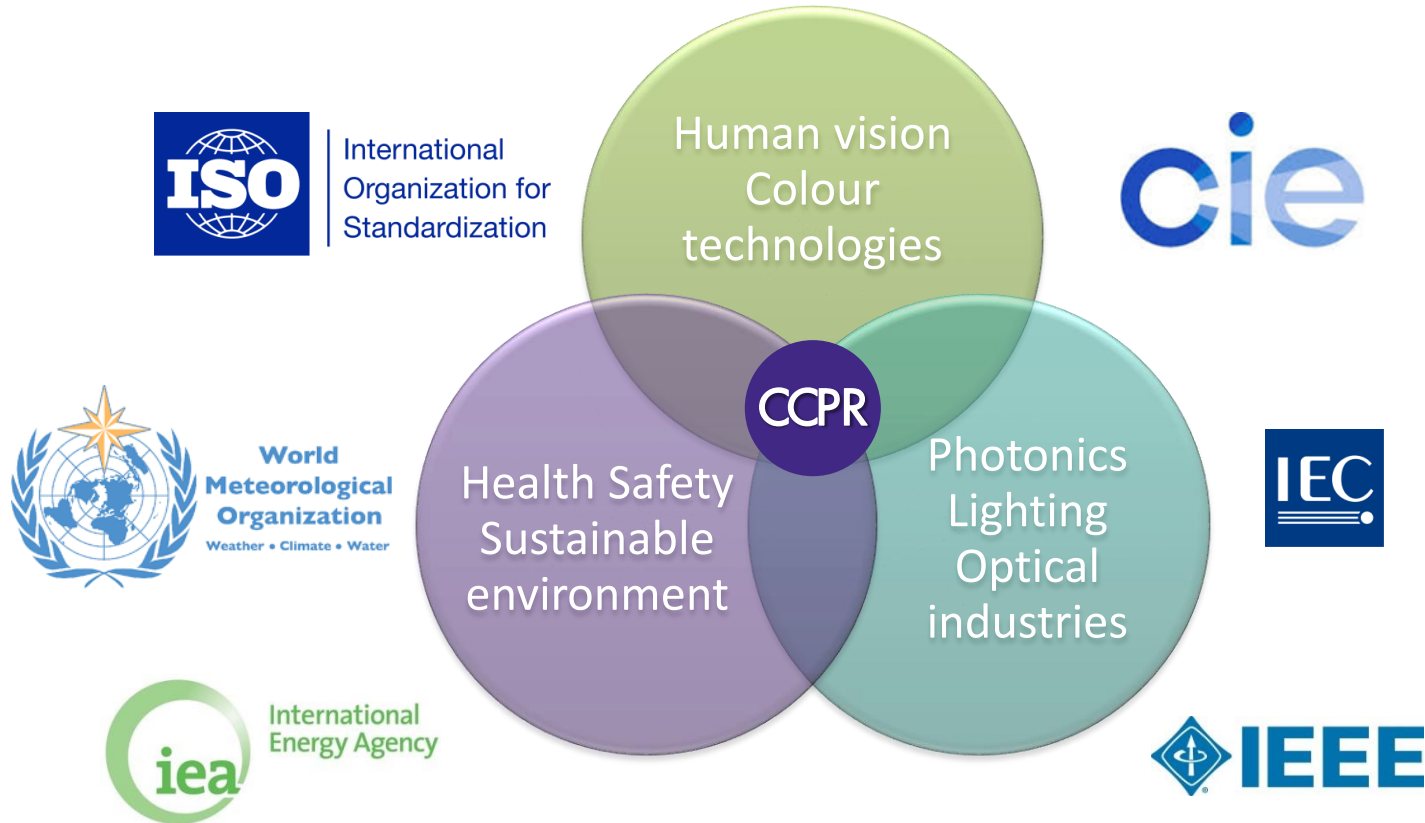 Human vision
Colour
technologies
ISO
International
Organization for
Standardization
cie
CCPR
World
Meteorological
Organization
Weather • Climate • Water
Health Safety
Sustainable
environment
Photonics
Lighting
Optical
industries
IEC
iea
International
Energy Agency
IEEE
®